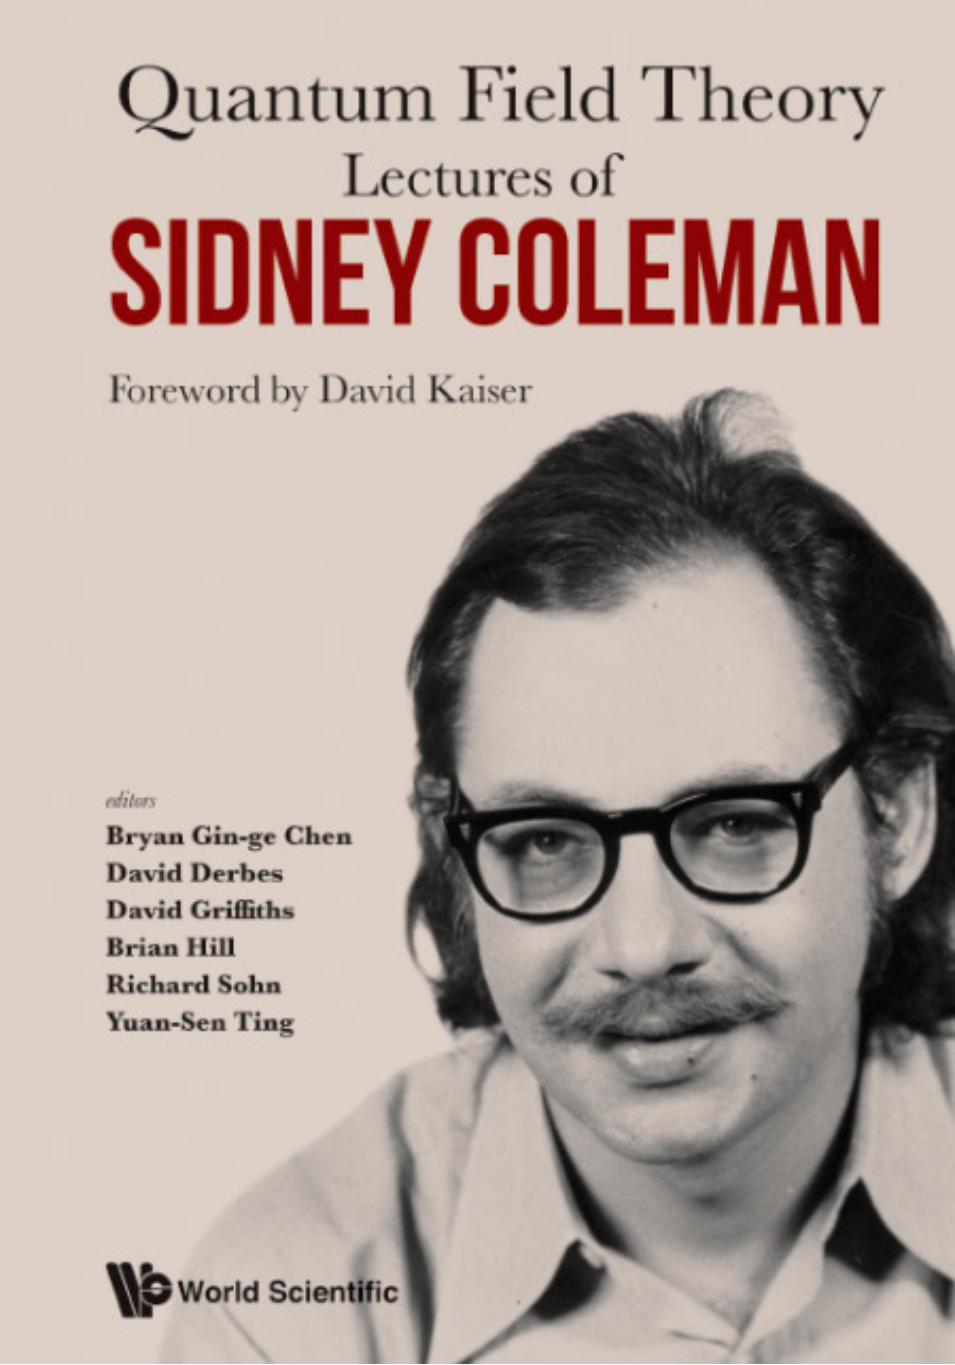 Quantum Field Theory
Lectures of
SIDNEY COLEMAN
Foreword by David Kaiser
editors
Bryan Gin-ge Chen
David Derbes
David Griffiths
Brian Hill
Richard Sohn
Yuan-Sen Ting
World Scientific